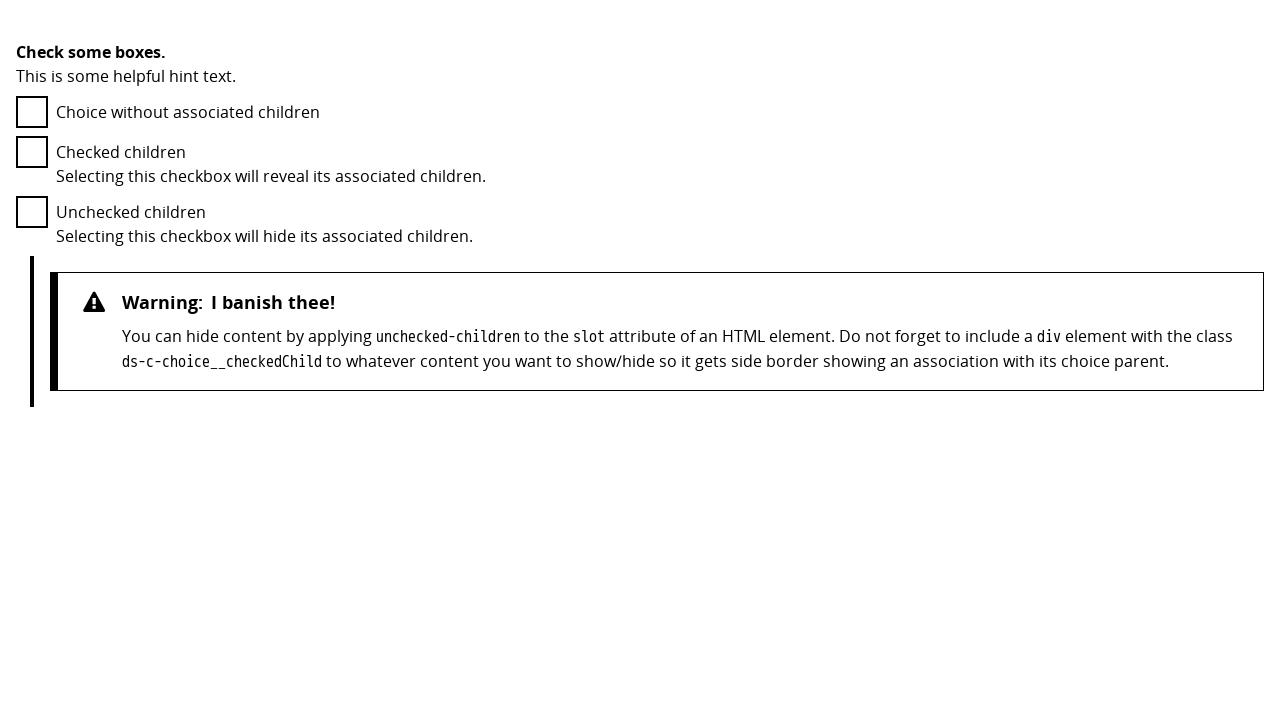 Check some boxes.
This is some helpful hint text.
Choice without associated children
Checked children
Selecting this checkbox will reveal its associated children.
Unchecked children
Selecting this checkbox will hide its associated children.
Warning: I banish thee!
You can hide content by applying unchecked-children to the slot attribute of an HTML element. Do not forget to include a div element with the class
ds-c-choice__checkedChild to whatever content you want to show/hide so it gets side border showing an association with its choice parent.